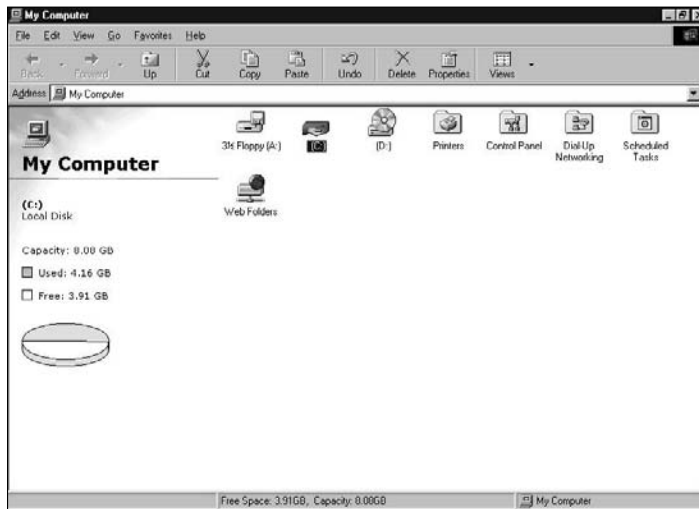 My Computer
File Edit View Go Favorites Help
Back Forward Up Cut Copy Paste Undo Delete Properties Views
Address My Computer
My Computer
(C:)
Local Disk
Capacity: 8.00 GB
Used: 4.16 GB
Free: 3.91 GB
3½ Floppy (A:) (C:) (D:) Printers Control Panel Dial-Up Networking Scheduled Tasks
Web Folders
Free Space: 3.91GB, Capacity: 8.00GB My Computer